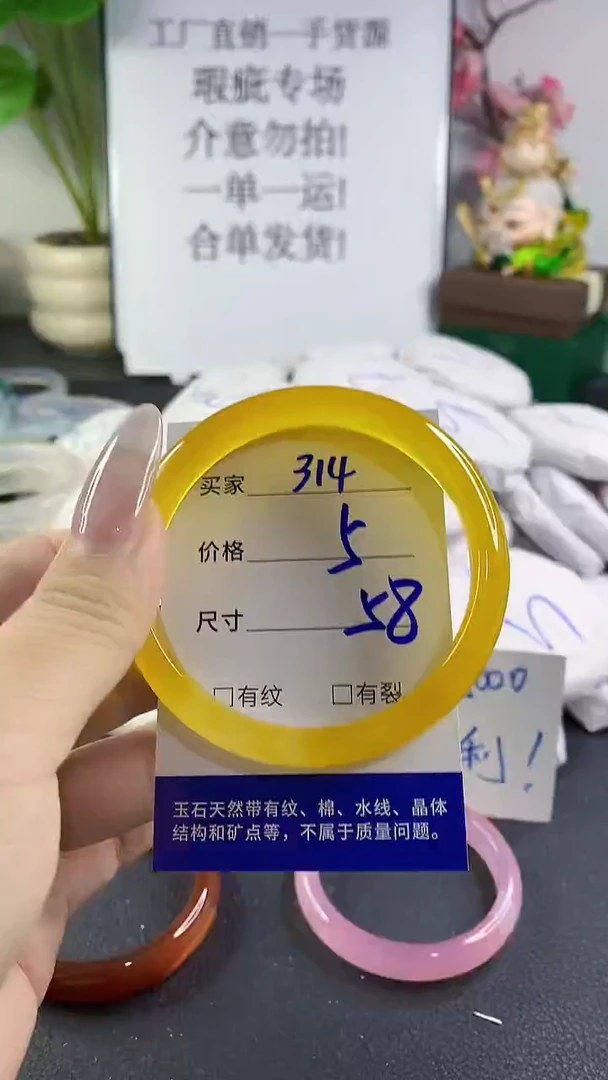 工厂直销一手货源
瑕疵专场
介意勿拍!
一单一运!
合单发货!
买家 314
价格 5
尺寸 58
□有纹 □有裂
000
利!
玉石天然带有纹、棉、水线、晶体
结构和矿点等，不属于质量问题。